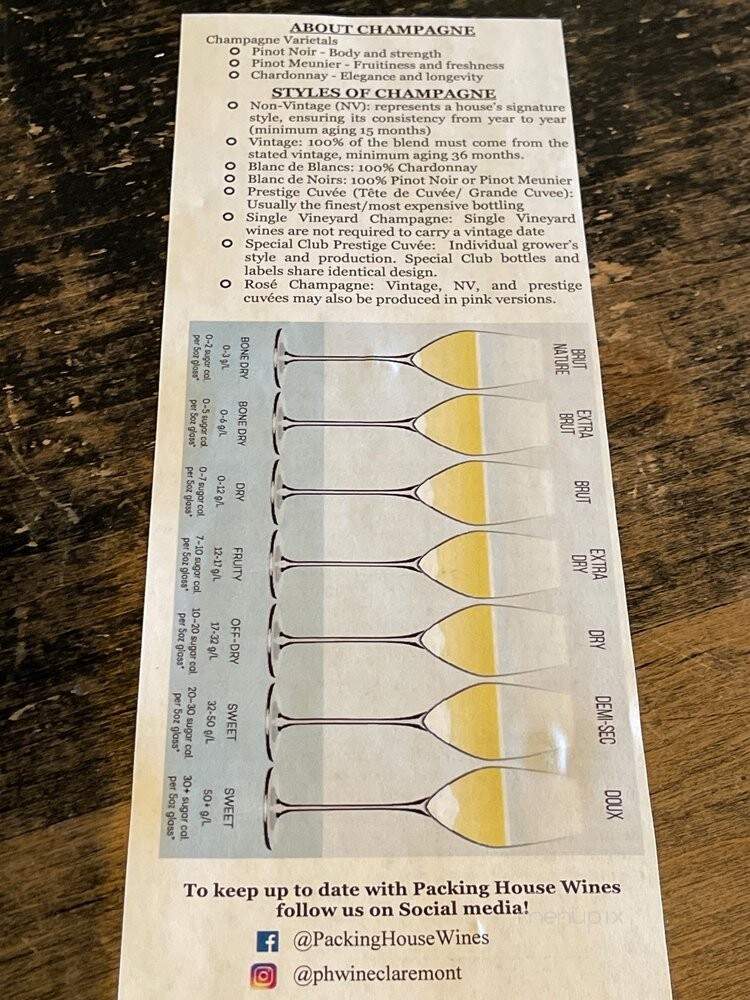 ABOUT CHAMPAGNE
Champagne Varietals
Pinot Noir - Body and strength
Pinot Meunier - Fruitiness and freshness
Chardonnay - Elegance and longevity
STYLES OF CHAMPAGNE
Non-Vintage (NV): represents a house's signature
style, ensuring its consistency from year to year
(minimum aging 15 months)
Vintage: 100% of the blend must come from the
stated vintage, minimum aging 36 months.
Blanc de Blancs: 100% Chardonnay
Blanc de Noirs: 100% Pinot Noir or Pinot Meunier
Prestige Cuvée (Tête de Cuvée/ Grande Cuvee):
Usually the finest/most expensive bottling
Single Vineyard Champagne: Single Vineyard
wines are not required to carry a vintage date
Special Club Prestige Cuvée: Individual grower's
style and production. Special Club bottles and
labels share identical design.
Rosé Champagne: Vintage, NV, and prestige
cuvées may also be produced in pink versions.
BRUT
NATURE
BONE DRY
0-3 g/L
0-2 sugar cal.
per 5oz glass*
EXTRA
BRUT
BONE DRY
0-6 g/L
0-5 sugar cal.
per 5oz glass*
BRUT
DRY
0-12 g/L
0-7 sugar cal.
per 5oz glass*
EXTRA
DRY
FRUITY
12-17 g/L
7-10 sugar cal.
per 5oz glass*
DRY
OFF-DRY
17-32 g/L
10-20 sugar cal.
per 5oz glass*
DEMI-SEC
SWEET
32-50 g/L
20-30 sugar cal.
per 5oz glass*
DOUX
SWEET
50+ g/L
30+ sugar cal.
per 5oz glass*
To keep up to date with Packing House Wines
follow us on Social media!
@PackingHouseWines
@phwineclaremont